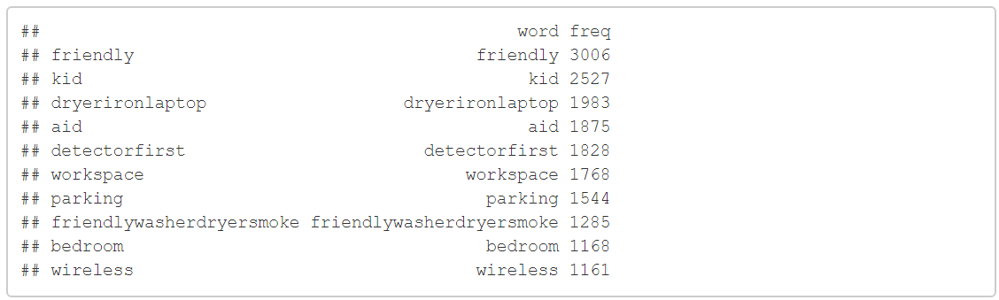 ##                                              word freq
## friendly                                 friendly 3006
## kid                                           kid 2527
## dryerironlaptop                   dryerironlaptop 1983
## aid                                           aid 1875
## detectorfirst                       detectorfirst 1828
## workspace                               workspace 1768
## parking                                   parking 1544
## friendlywasherdryersmoke friendlywasherdryersmoke 1285
## bedroom                                   bedroom 1168
## wireless                                 wireless 1161